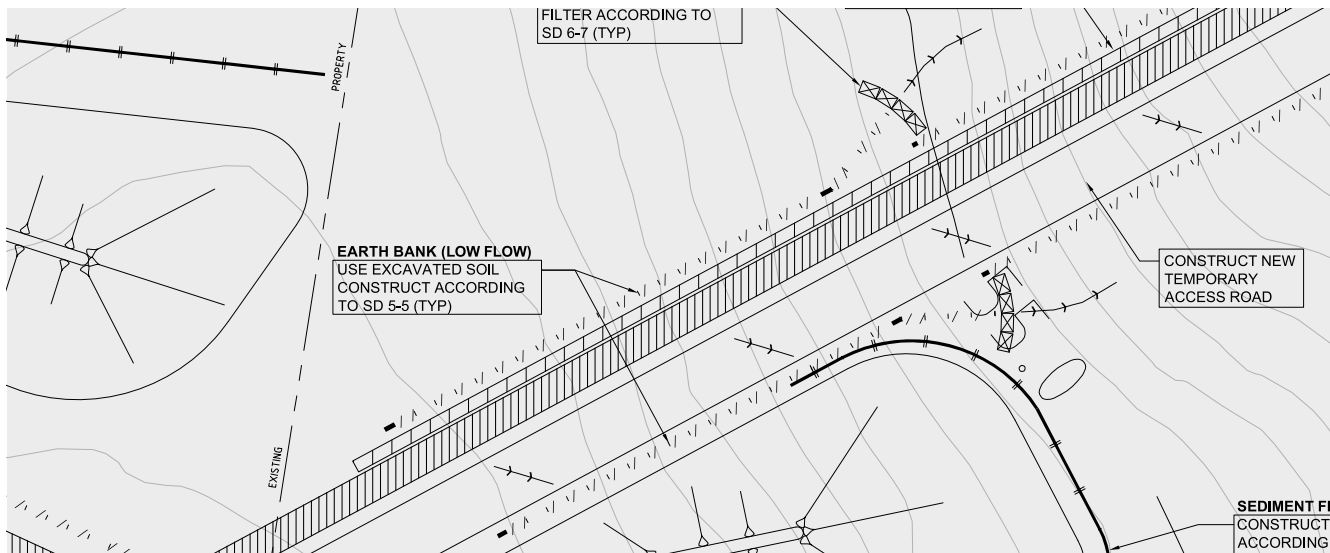 FILTER ACCORDING TO
SD 6-7 (TYP)
PROPERTY
EARTH BANK (LOW FLOW)
USE EXCAVATED SOIL
CONSTRUCT ACCORDING
TO SD 5-5 (TYP)
CONSTRUCT NEW
TEMPORARY
ACCESS ROAD
EXISTING
SEDIMENT
CONSTRUCT
ACCORDING